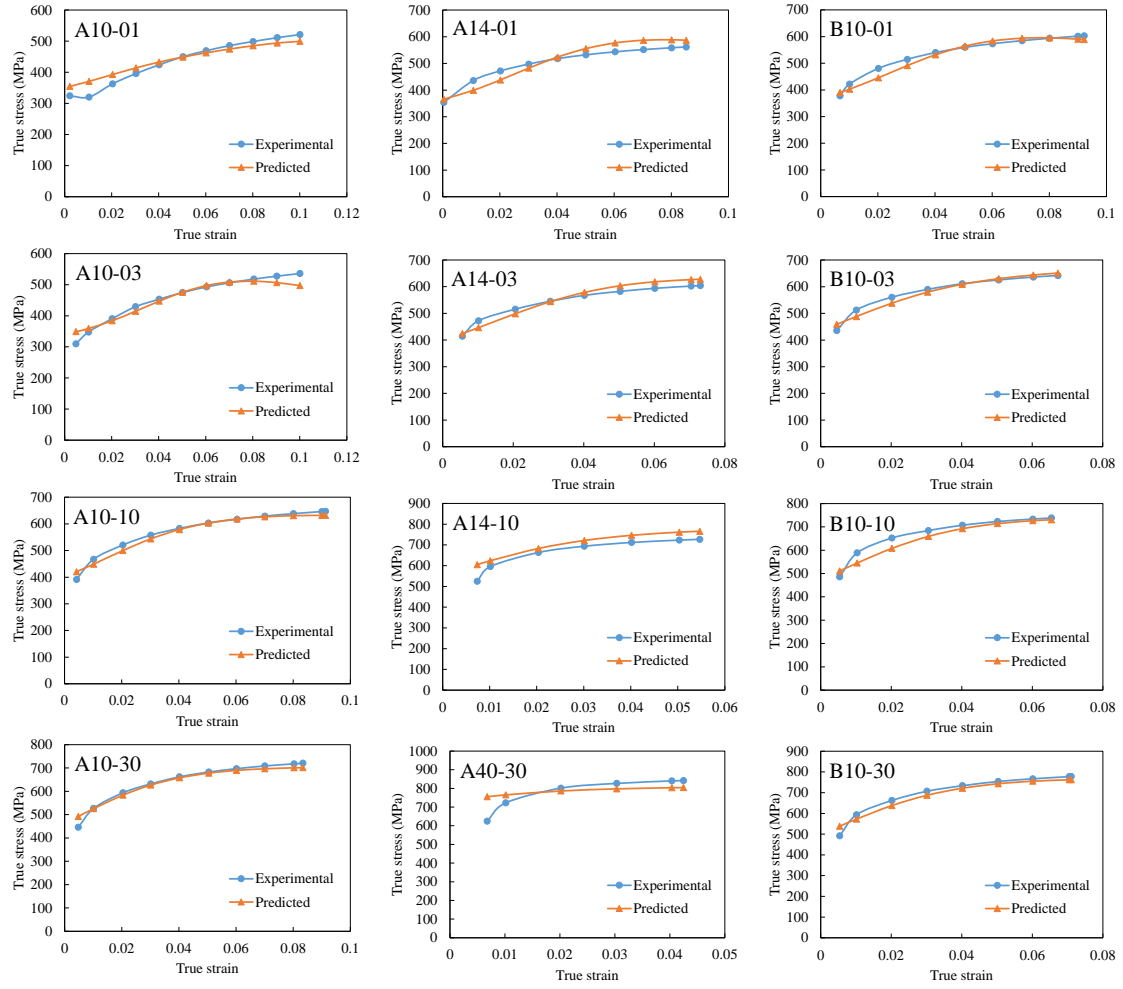 A10-01
True stress (MPa)
600
500
400
300
200
100
0
0 0.02 0.04 0.06 0.08 0.1 0.12
True strain
Experimental
Predicted
A14-01
True stress (MPa)
700
600
500
400
300
200
100
0
0 0.02 0.04 0.06 0.08 0.1
True strain
Experimental
Predicted
B10-01
True stress (MPa)
700
600
500
400
300
200
100
0
0 0.02 0.04 0.06 0.08 0.1
True strain
Experimental
Predicted
A10-03
True stress (MPa)
600
500
400
300
200
100
0
0 0.02 0.04 0.06 0.08 0.1 0.12
True strain
Experimental
Predicted
A14-03
True stress (MPa)
700
600
500
400
300
200
100
0
0 0.02 0.04 0.06 0.08
True strain
Experimental
Predicted
B10-03
True stress (MPa)
700
600
500
400
300
200
100
0
0 0.02 0.04 0.06 0.08
True strain
Experimental
Predicted
A10-10
True stress (MPa)
700
600
500
400
300
200
100
0
0 0.02 0.04 0.06 0.08 0.1
True strain
Experimental
Predicted
A14-10
True stress (MPa)
900
800
700
600
500
400
300
200
100
0
0 0.01 0.02 0.03 0.04 0.05 0.06
True strain
Experimental
Predicted
B10-10
True stress (MPa)
800
700
600
500
400
300
200
100
0
0 0.02 0.04 0.06 0.08
True strain
Experimental
Predicted
A10-30
True stress (MPa)
800
700
600
500
400
300
200
100
0
0 0.02 0.04 0.06 0.08 0.1
True strain
Experimental
Predicted
A40-30
True stress (MPa)
1000
900
800
700
600
500
400
300
200
100
0
0 0.01 0.02 0.03 0.04 0.05
True strain
Experimental
Predicted
B10-30
True stress (MPa)
900
800
700
600
500
400
300
200
100
0
0 0.02 0.04 0.06 0.08
True strain
Experimental
Predicted